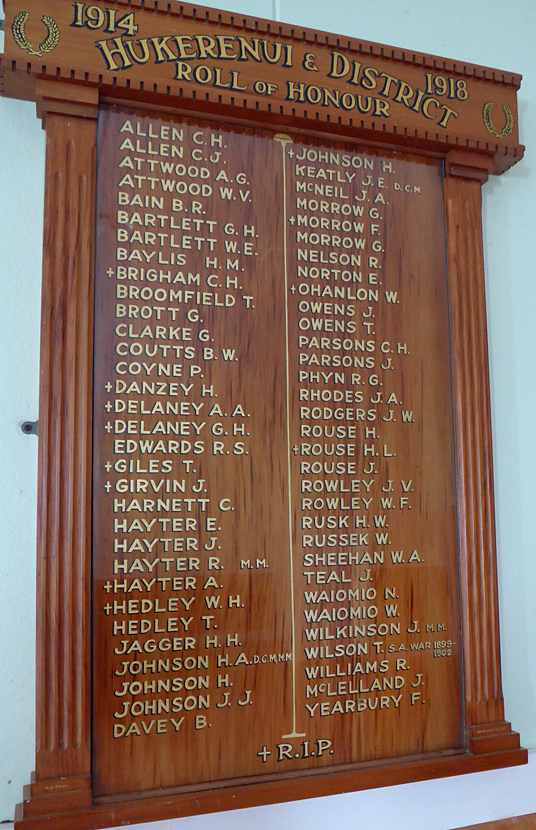 1914 1918
HUKERENUI & DISTRICT
ROLL OF HONOUR
ALLEN C.H.
ALLEN C.J.
ATTWOOD A.G.
ATTWOOD W.V.
BAIN B.R.
BARTLETT G.H.
BARTLETT W.E.
BAYLIS H.M.
+BRIGHAM C.H.
BROOMFIELD T.
BROTT G.
CLARKE G.
COUTTS B.W.
COYNE P.
+DANZEY H.
+DELANEY A.A.
+DELANEY G.H.
EDWARDS R.S.
+GILES T.
+GIRVIN J.
HARNETT C.
HAYTER E.
HAYTER J.
HAYTER R. M.M.
+HAYTER A.
+HEDLEY W.H.
HEDLEY T.
JAGGER H.H.
JOHNSON H.A. D.C.M, M.M.
JOHNSON H.
JOHNSON J.J.
DAVEY B.
+JOHNSON H.
KEATLY J.E. D.C.M
MCNEIL J.A.
MORROW G.
+MORROW F.
MORROW G.
NELSON R.
NORTON E.
+OHANLON W.
OWENS J.
OWENS T.
PARSONS C.H.
PARSONS J.
PHYN R.G.
RHODES J.A.
RODGERS J.W.
ROUSE H.
+ROUSE H.L.
ROUSE J.
ROWLEY J.V.
ROWLEY W.F.
RUSK H.W.
RUSSEK W.
SHEEHAN W.A.
TEAL J.
WAIOMIO N.
WAIOMIO W.
WILKINSON J. M.M.
WILSON T. S.A. WAR 1899-1902
WILLIAMS R.
McLELLAND J.
YEARBURY F.
+ R.I.P.